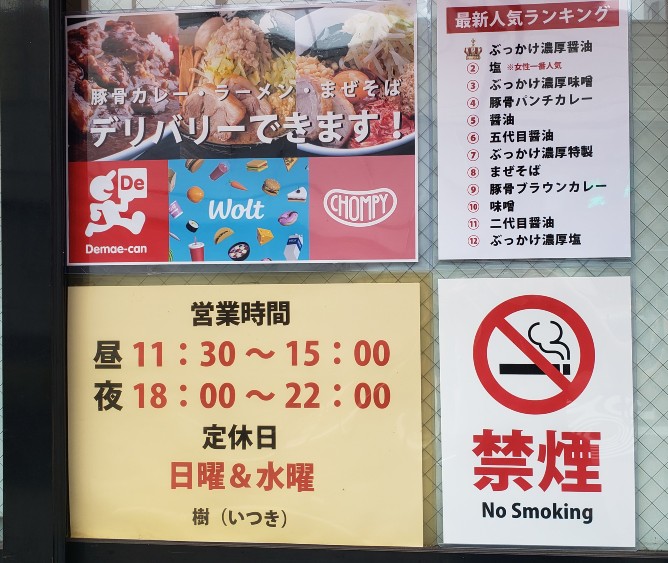 豚骨カレー・ラーメン・まぜそば
デリバリーできます！
De
Demae-can
Wolt
CHOMPY
最新人気ランキング
ぶっかけ濃厚醤油
② 塩 ※女性一番人気
③ ぶっかけ濃厚味噌
④ 豚骨パンチカレー
⑤ 醤油
⑥ 五代目醤油
⑦ ぶっかけ濃厚特製
⑧ まぜそば
⑨ 豚骨ブラウンカレー
⑩ 味噌
⑪ 二代目醤油
⑫ ぶっかけ濃厚塩
営業時間
昼 11：30～15：00
夜 18：00～22：00
定休日
日曜＆水曜
樹（いつき）
禁煙
No Smoking